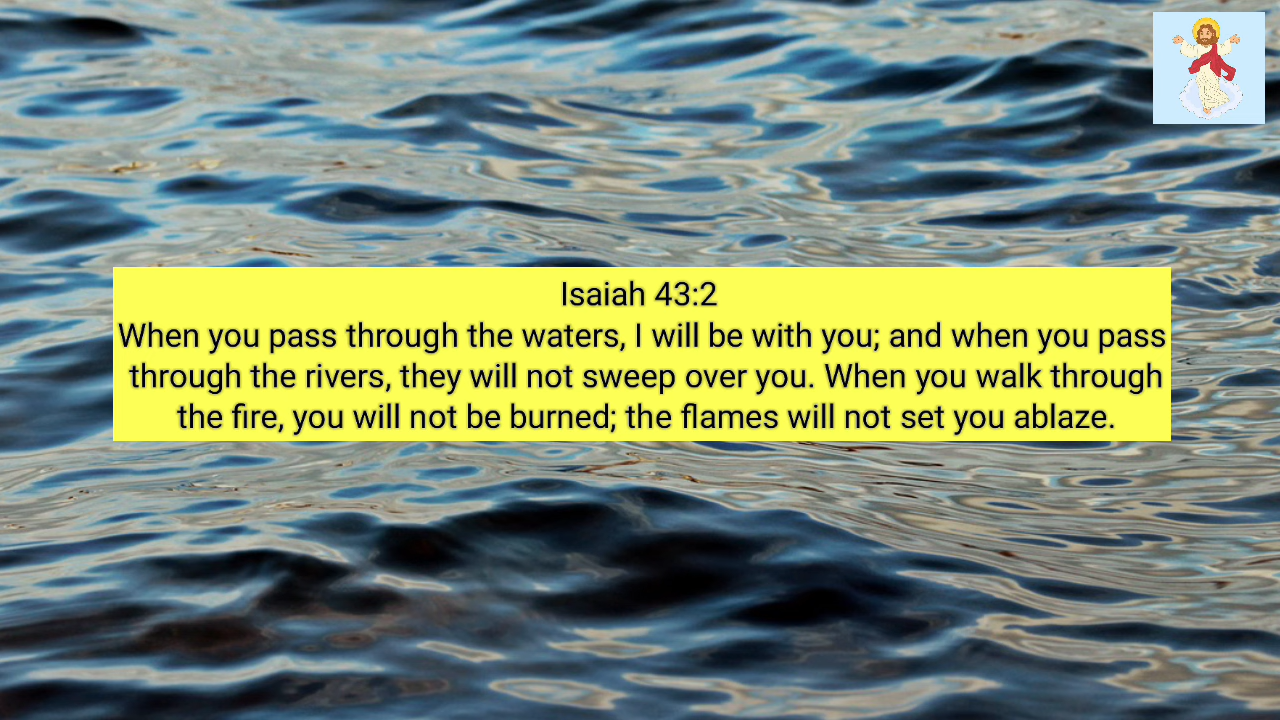 Isaiah 43:2
When you pass through the waters, I will be with you; and when you pass
through the rivers, they will not sweep over you. When you walk through
the fire, you will not be burned; the flames will not set you ablaze.